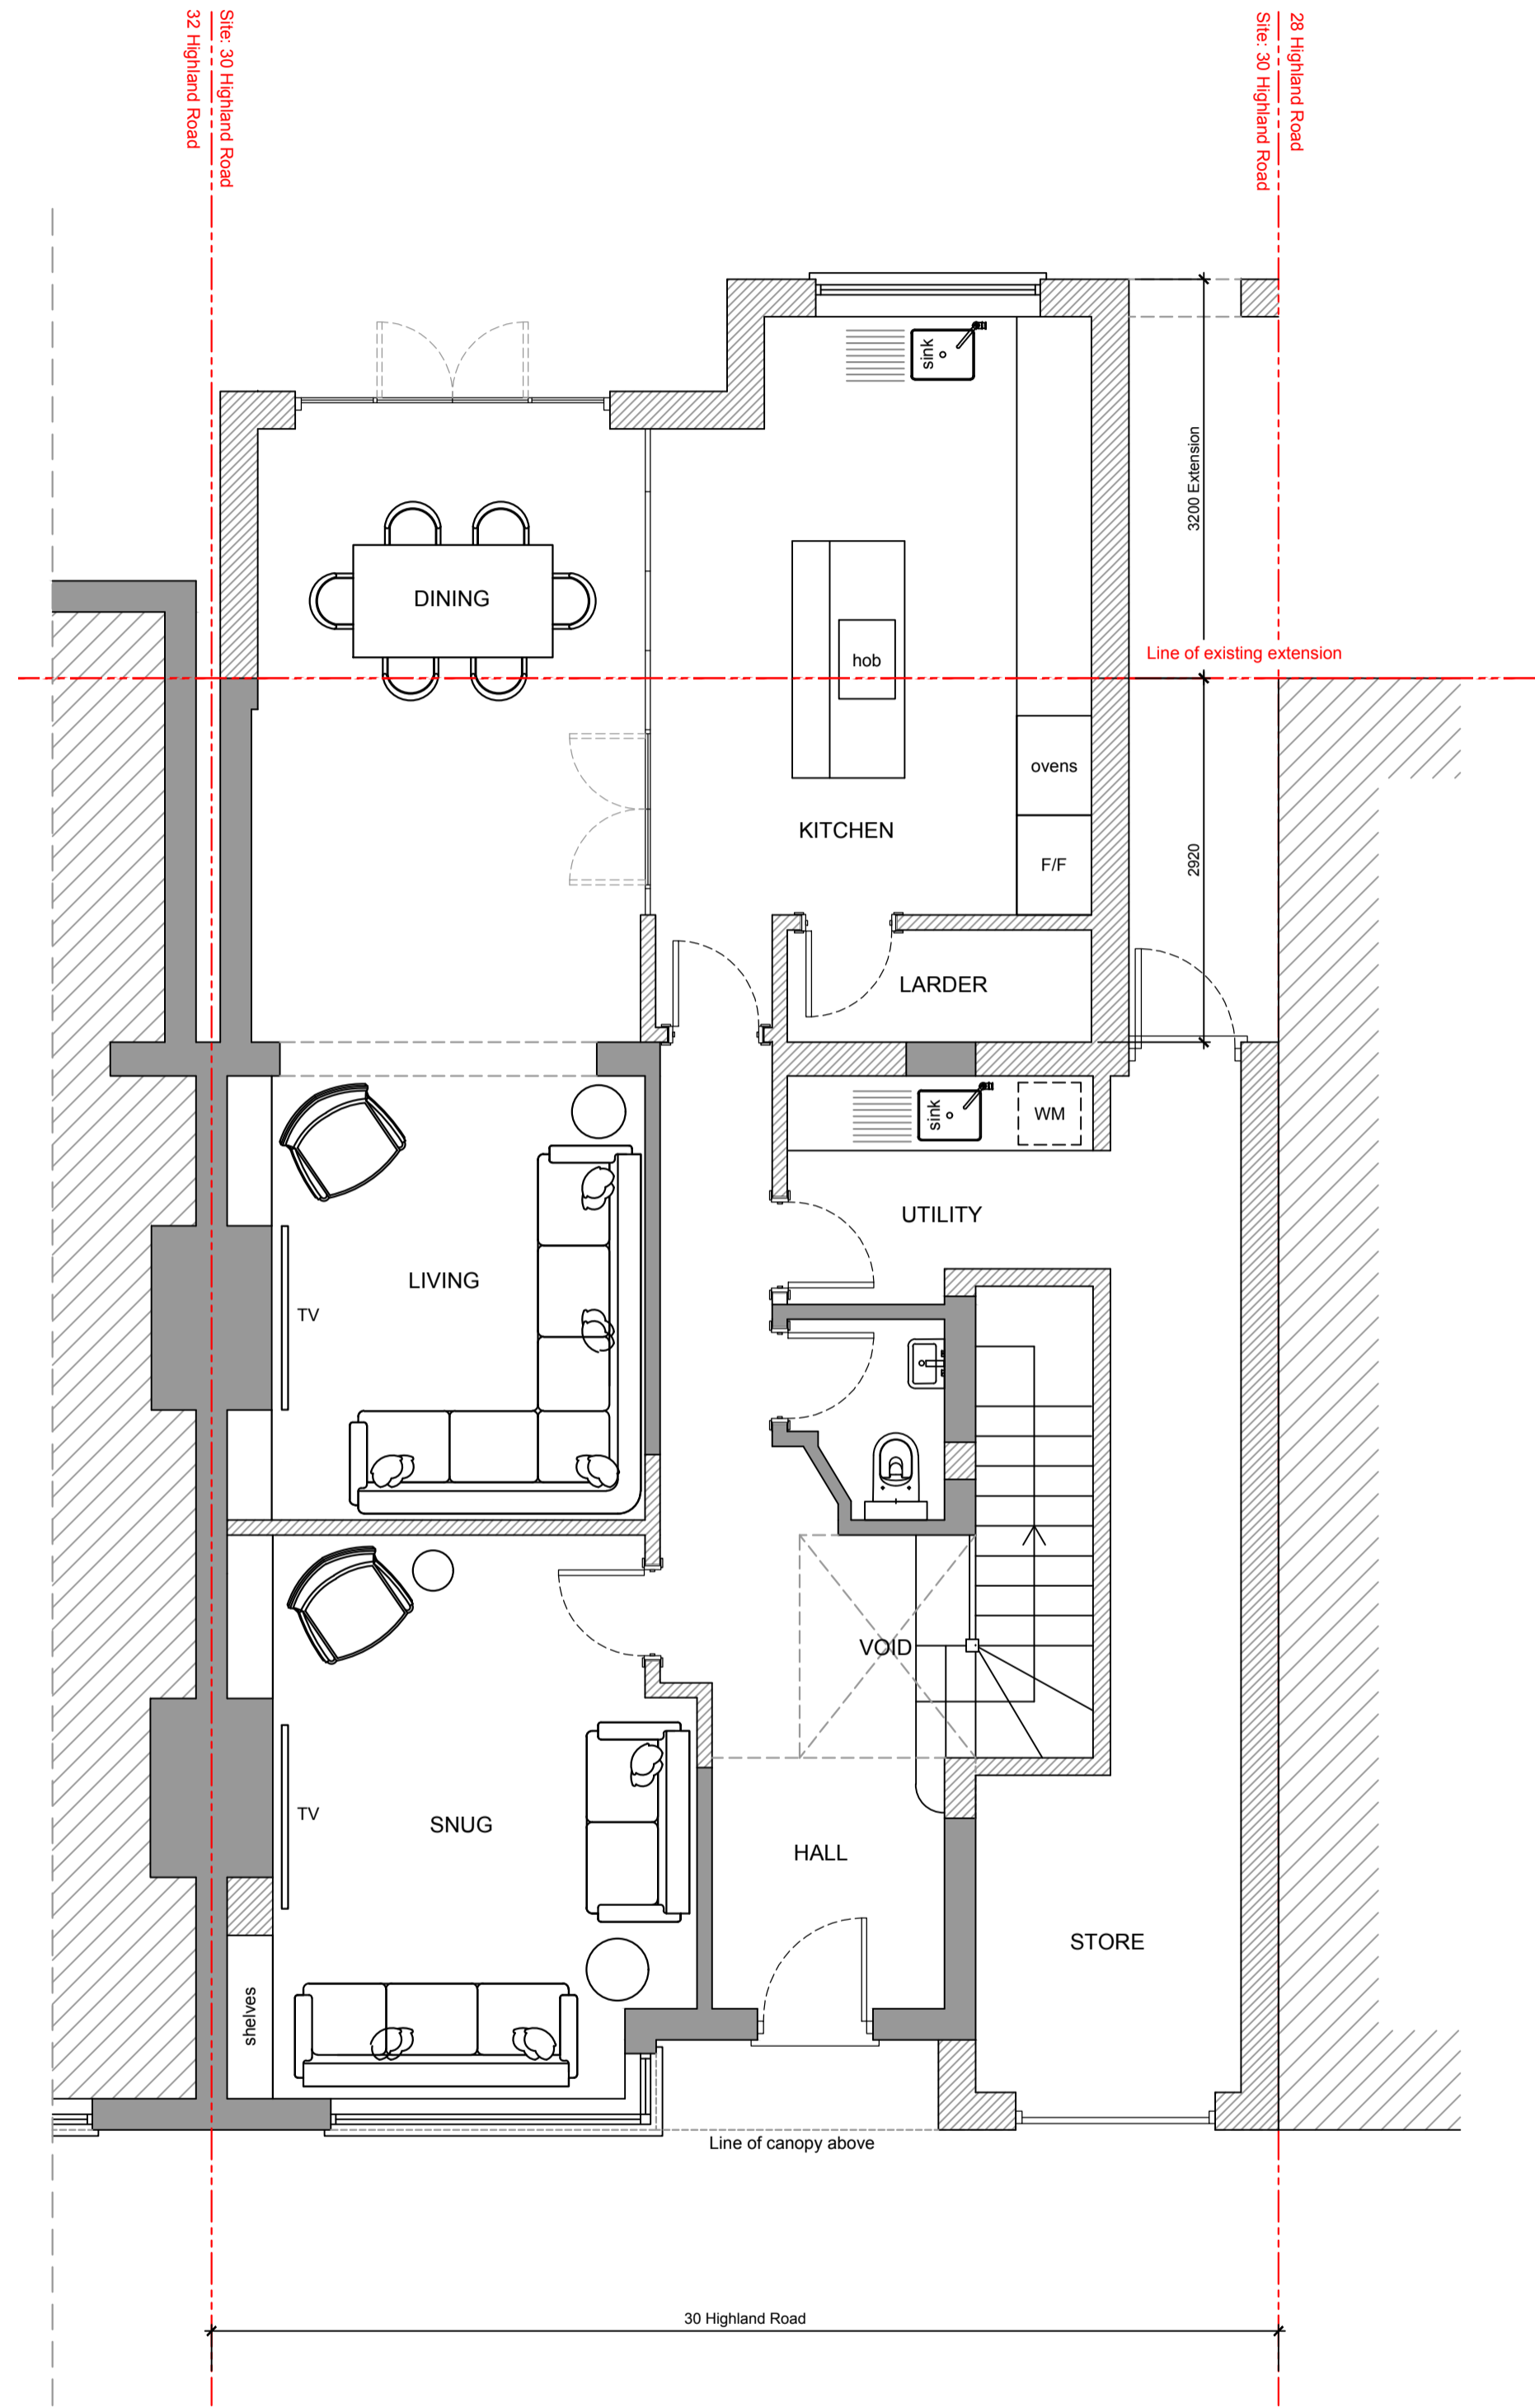 32 Highland Road
Site: 30 Highland Road
Site: 30 Highland Road
28 Highland Road
sink
3200 Extension
DINING
Line of existing extension
hob
ovens
KITCHEN
2920
F/F
LARDER
sink
WM
UTILITY
LIVING
TV
VOID
TV
SNUG
HALL
STORE
shelves
Line of canopy above
30 Highland Road